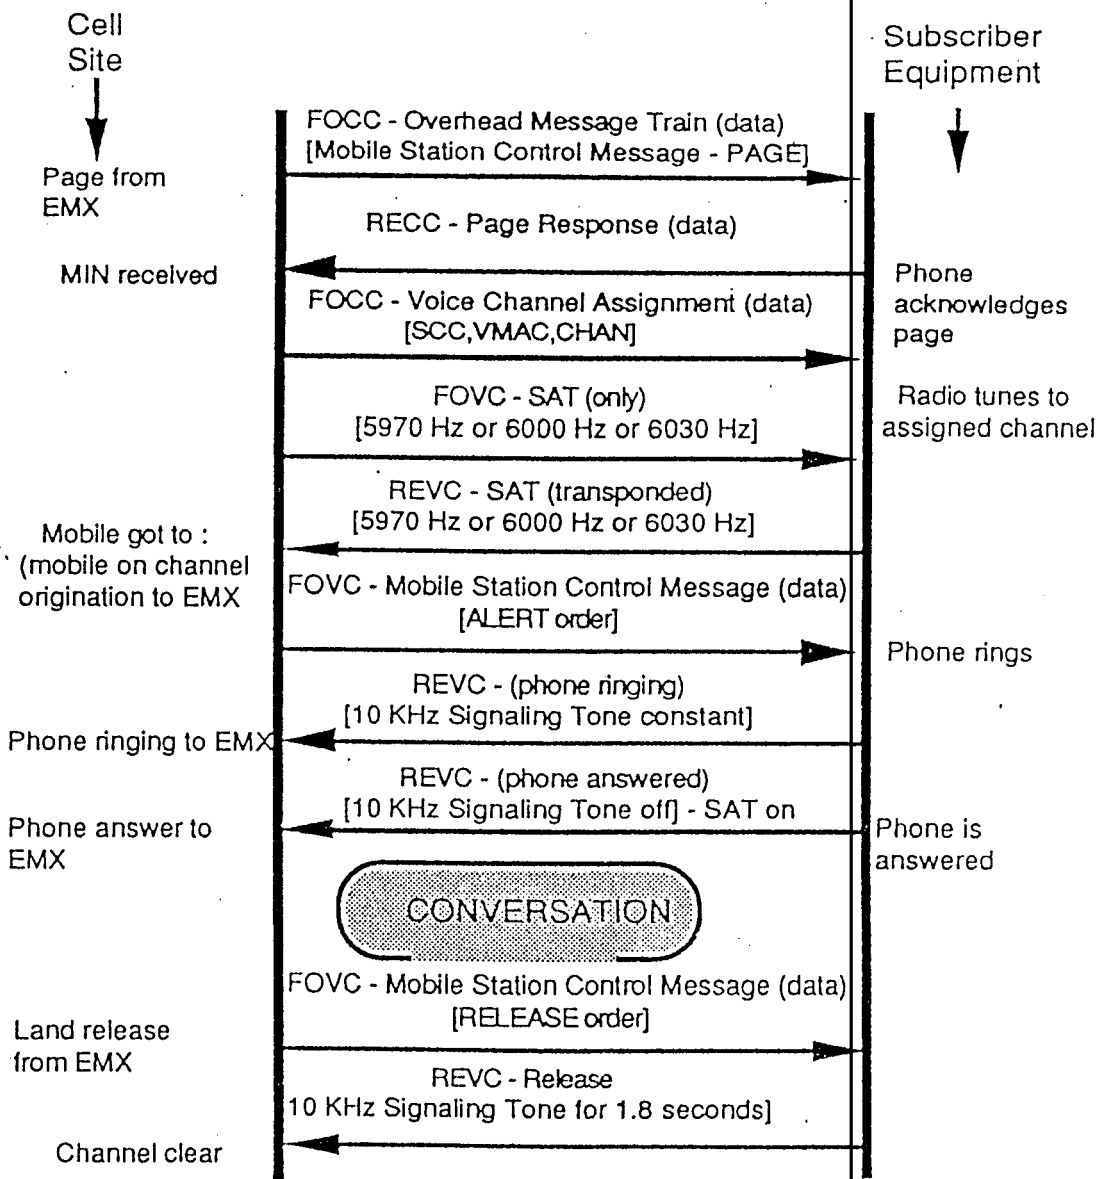 Cell
Site
Subscriber
Equipment
FOCC - Overhead Message Train (data)
[Mobile Station Control Message - PAGE]
Page from
EMX
RECC - Page Response (data)
MIN received
Phone
acknowledges
page
FOCC - Voice Channel Assignment (data)
[SCC,VMAC,CHAN]
FOVC - SAT (only)
[5970 Hz or 6000 Hz or 6030 Hz]
Radio tunes to
assigned channel
REVC - SAT (transponded)
[5970 Hz or 6000 Hz or 6030 Hz]
Mobile got to :
(mobile on channel
origination to EMX
FOVC - Mobile Station Control Message (data)
[ALERT order]
Phone rings
REVC - (phone ringing)
[10 KHz Signaling Tone constant]
Phone ringing to EMX
REVC - (phone answered)
[10 KHz Signaling Tone off] - SAT on
Phone answer to
EMX
Phone is
answered
CONVERSATION
FOVC - Mobile Station Control Message (data)
[RELEASE order]
Land release
from EMX
REVC - Release
10 KHz Signaling Tone for 1.8 seconds]
Channel clear